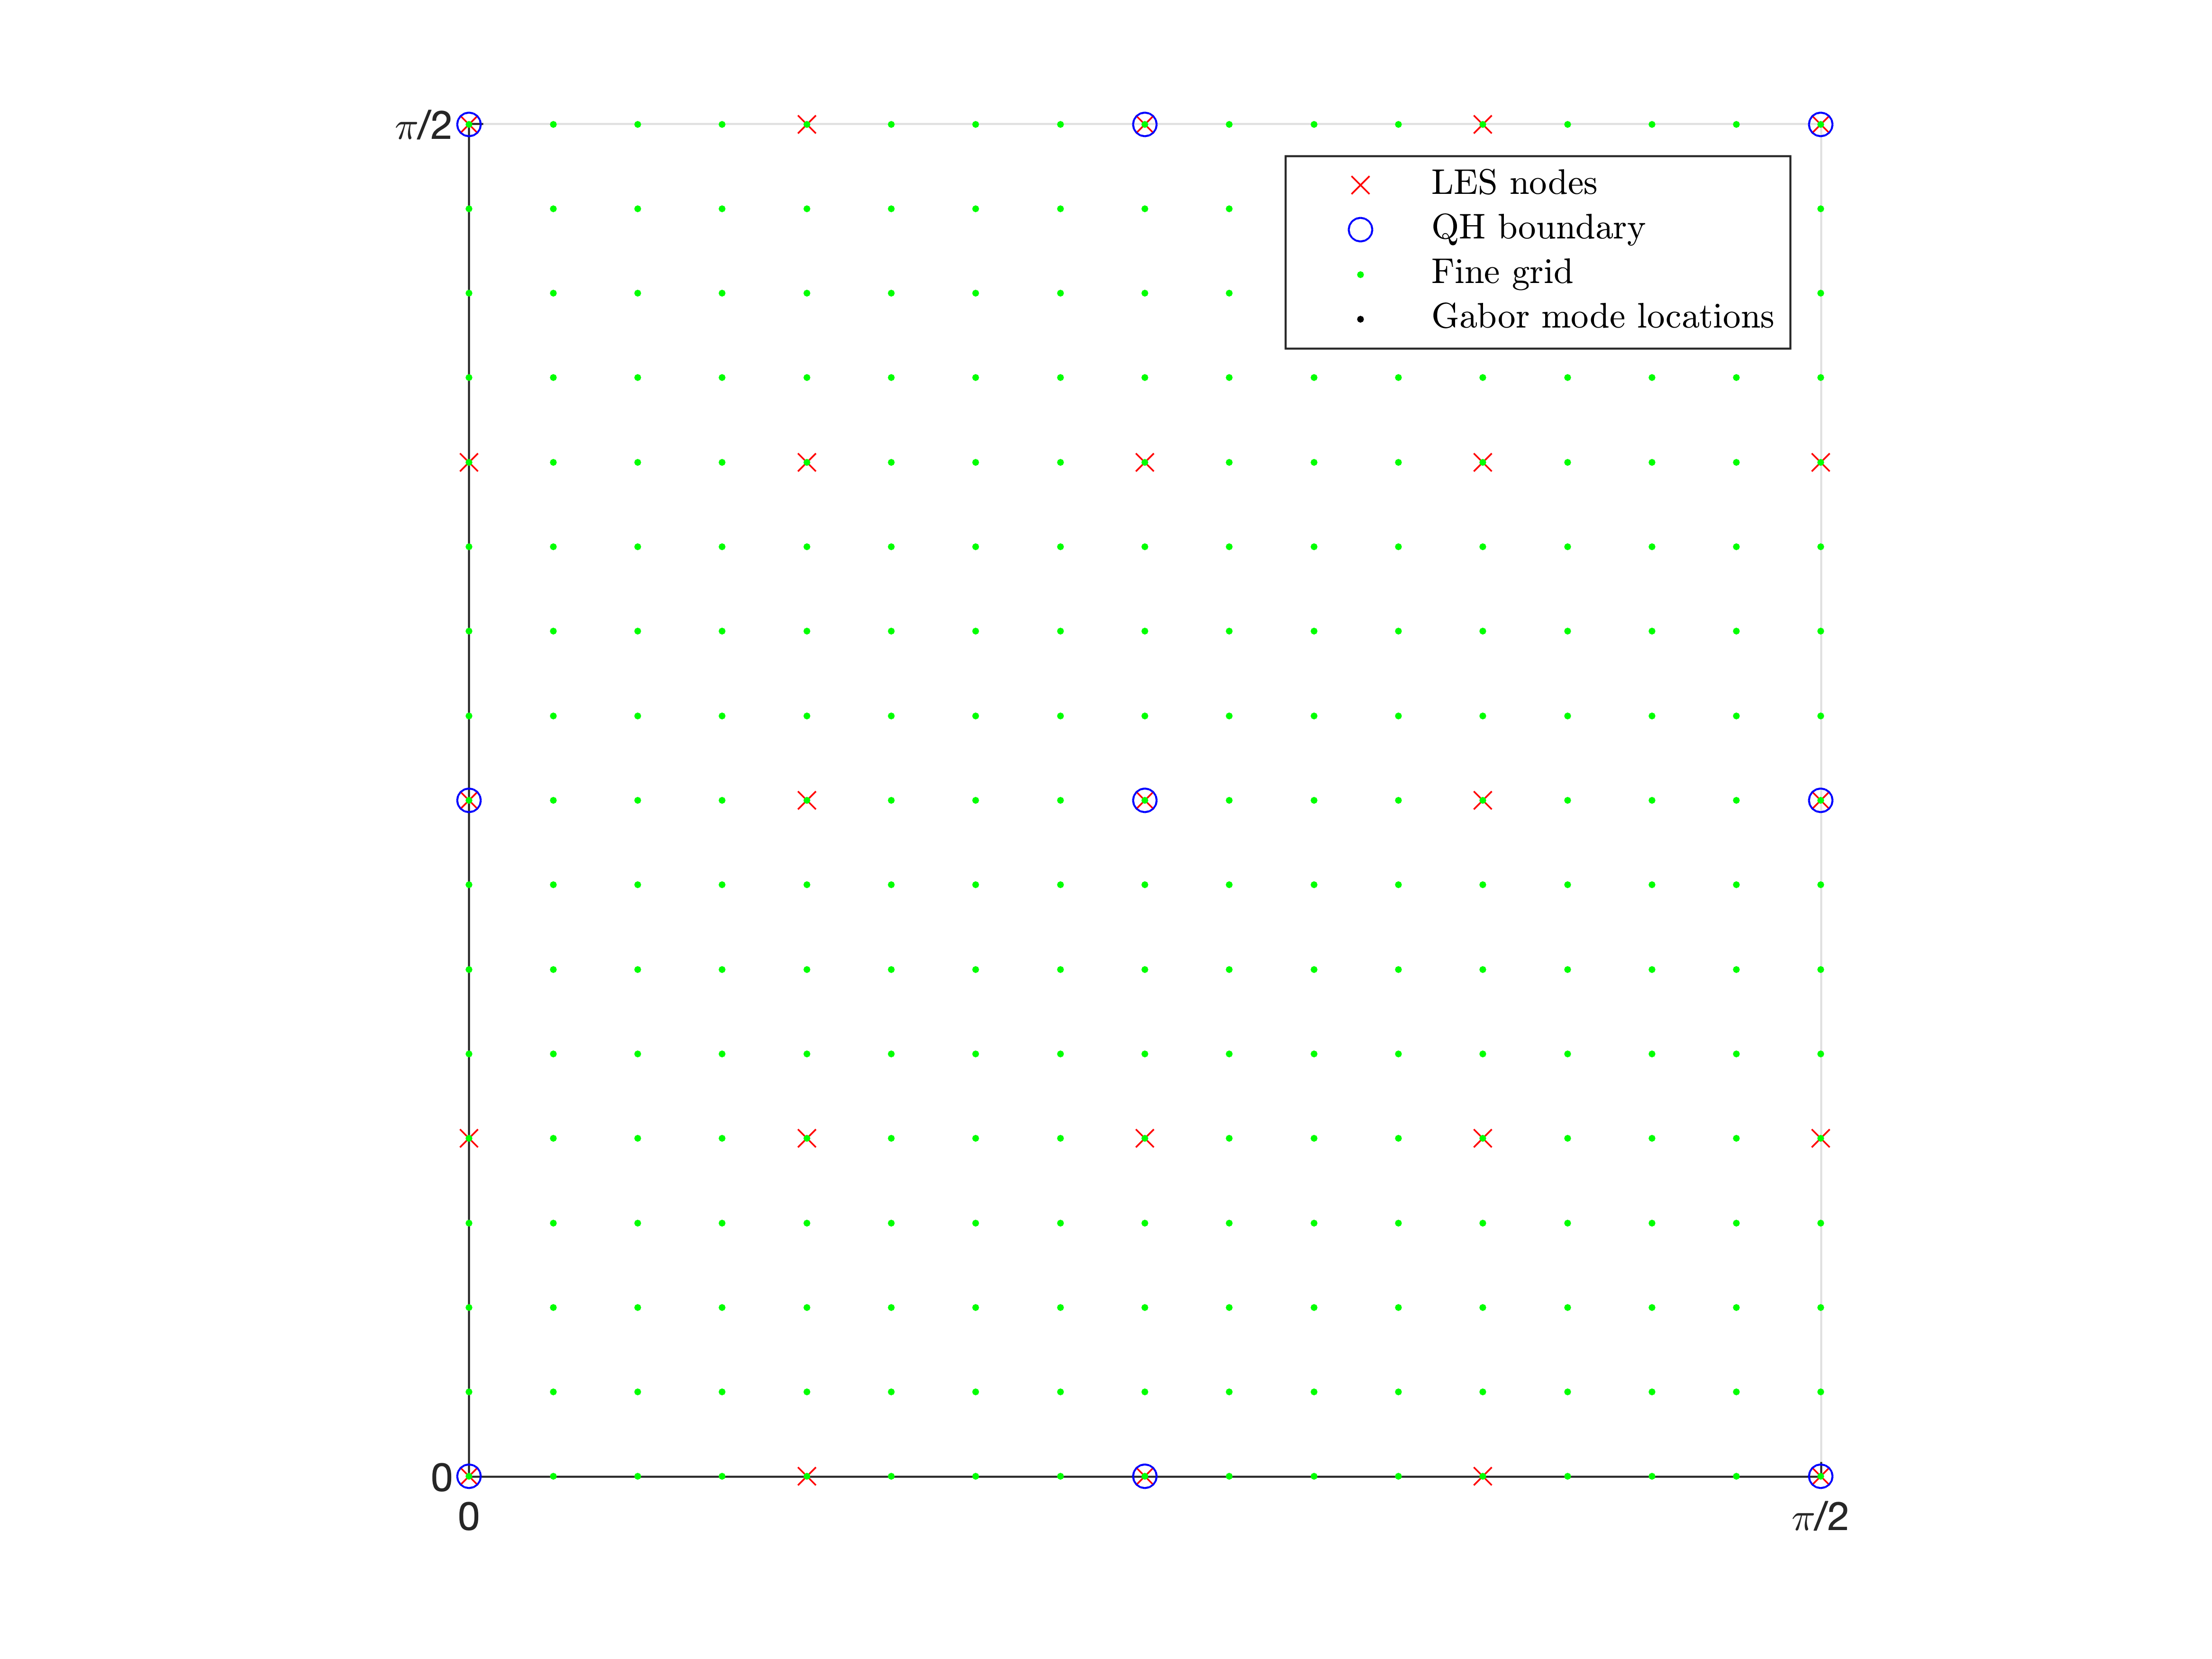 π/2
LES nodes
QH boundary
Fine grid
Gabor mode locations
0
0
π/2